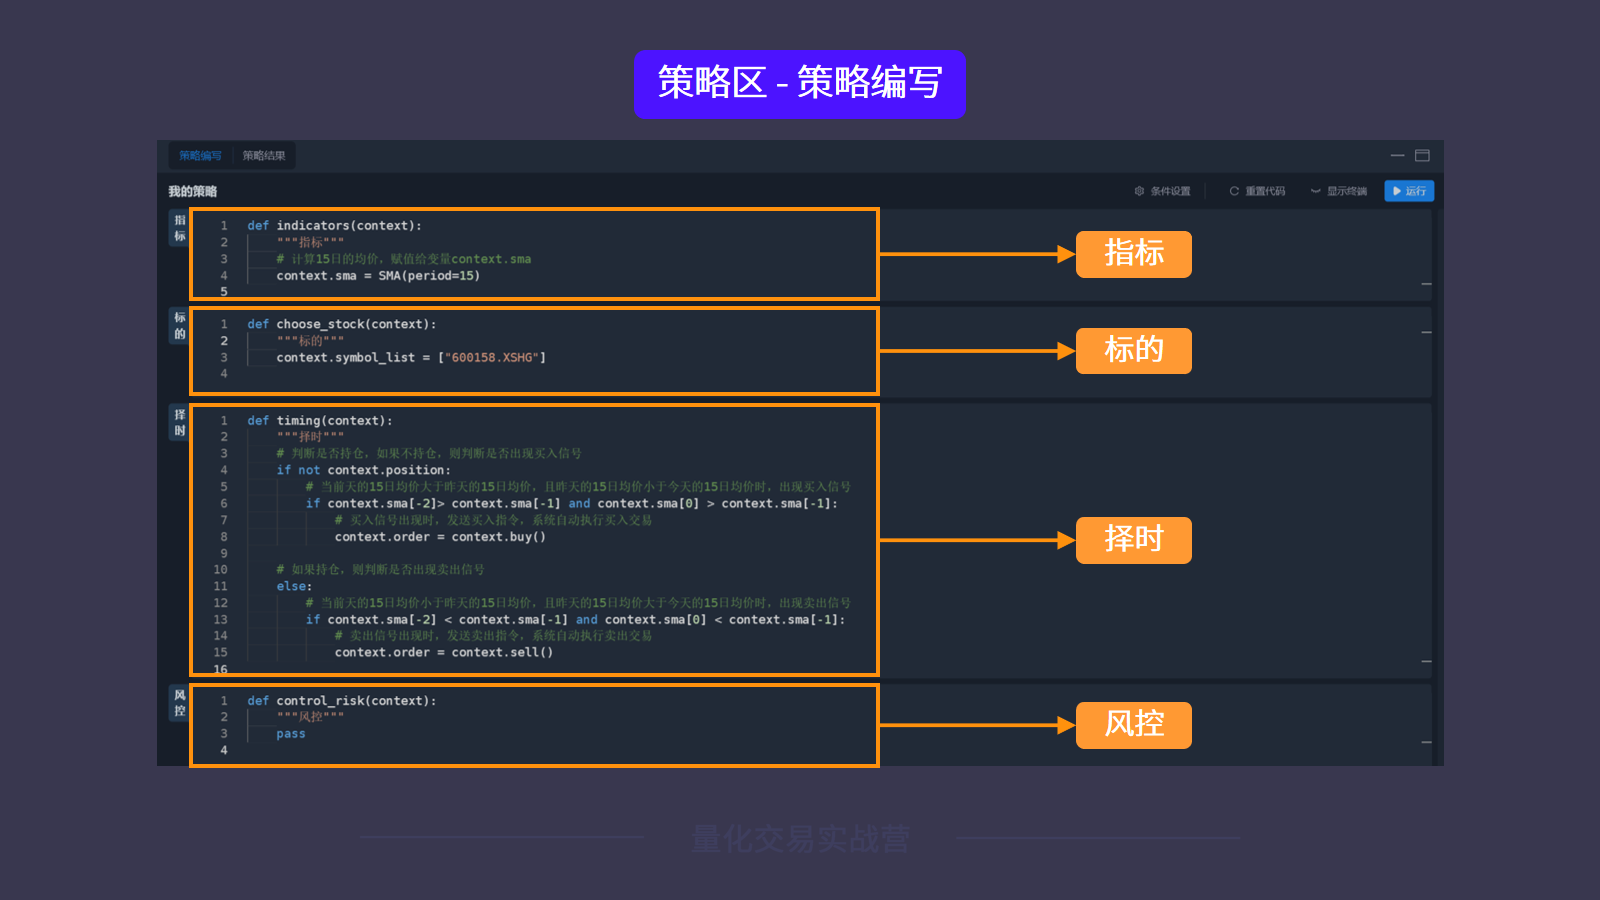 策略区 - 策略编写
策略编写 策略结果
我的策略
条件设置 重置代码 显示终端 运行
指标
1 def indicators(context):
2 """指标"""
3 # 计算15日的均价，赋值给变量context.sma
4 context.sma = SMA(period=15)
5
指标
标的
1 def choose_stock(context):
2 """标的"""
3 context.symbol_list = ["600158.XSHG"]
4
标的
择时
1 def timing(context):
2 """择时"""
3 # 判断是否持仓，如果不持仓，则判断是否出现买入信号
4 if not context.position:
5 # 当前天的15日均价大于昨天的15日均价，且昨天的15日均价小于今天的15日均价时，出现买入信号
6 if context.sma[-2]> context.sma[-1] and context.sma[0] > context.sma[-1]:
7 # 买入信号出现时，发送买入指令，系统自动执行买入交易
8 context.order = context.buy()
9
10 # 如果持仓，则判断是否出现卖出信号
11 else:
12 # 当前天的15日均价小于昨天的15日均价，且昨天的15日均价大于今天的15日均价时，出现卖出信号
13 if context.sma[-2] < context.sma[-1] and context.sma[0] < context.sma[-1]:
14 # 卖出信号出现时，发送卖出指令，系统自动执行卖出交易
15 context.order = context.sell()
16
择时
风控
1 def control_risk(context):
2 """风控"""
3 pass
4
风控
量化交易实战营